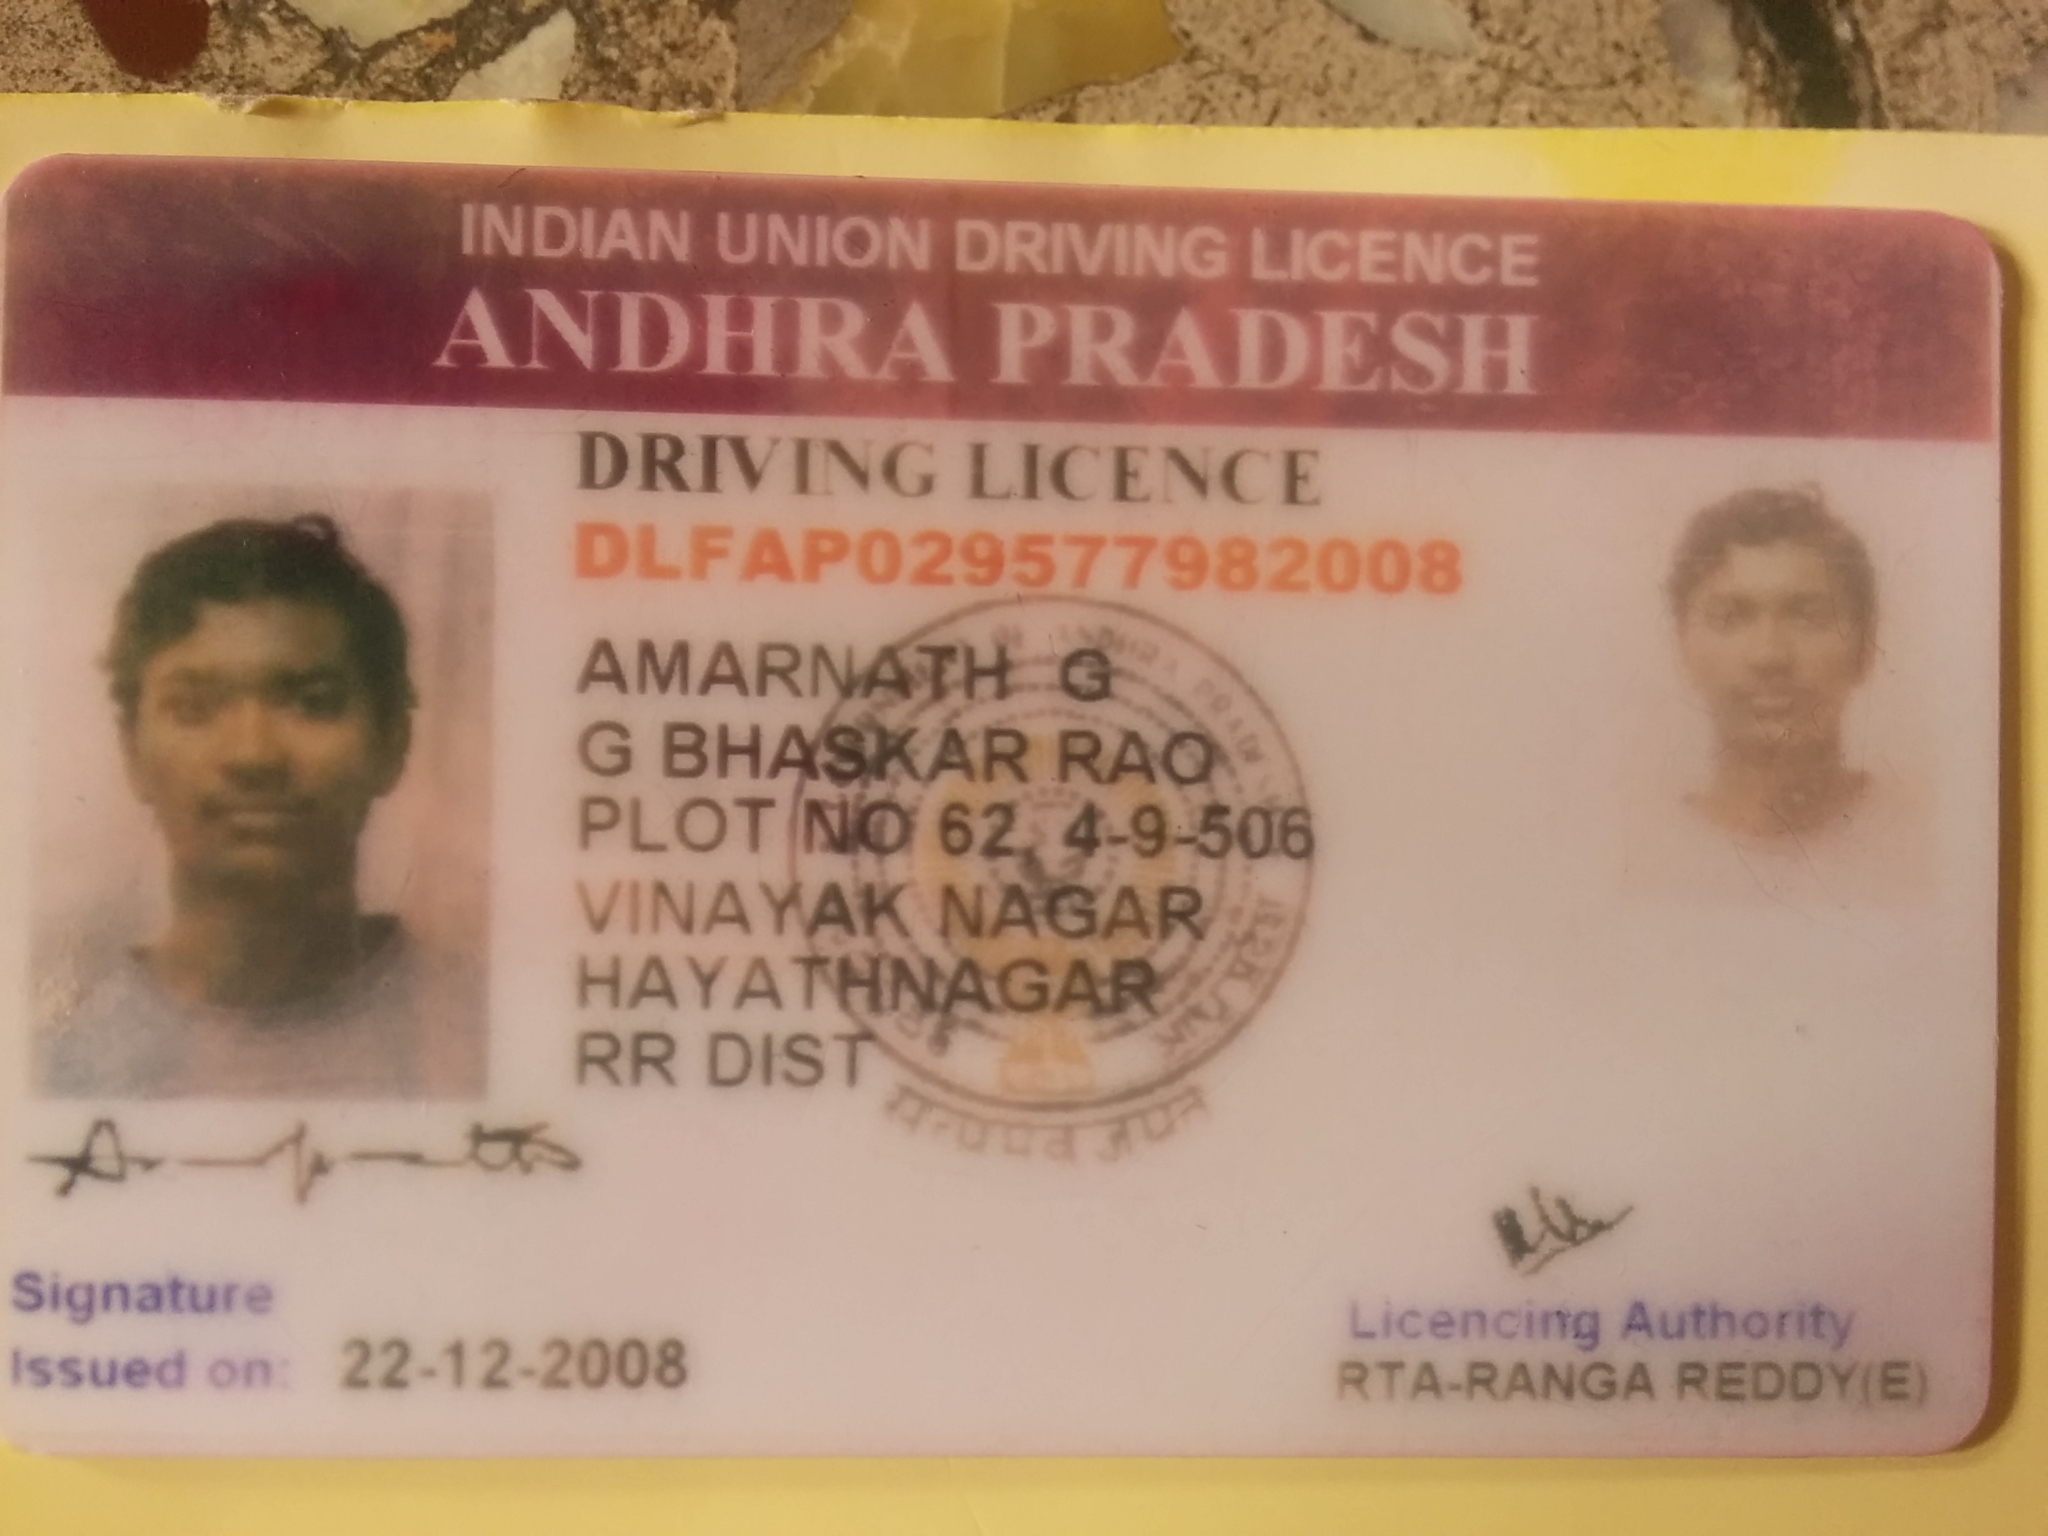 INDIAN UNION DRIVING LICENCE
ANDHRA PRADESH
DRIVING LICENCE
DLFAP029577982008
AMARNATH G
G BHASKAR RAO
PLOT NO 62, 4-9-506
VINAYAK NAGAR
HAYATHNAGAR
RR DIST
Signature
Issued on: 22-12-2008
Licencing Authority
RTA-RANGA REDDY(E)